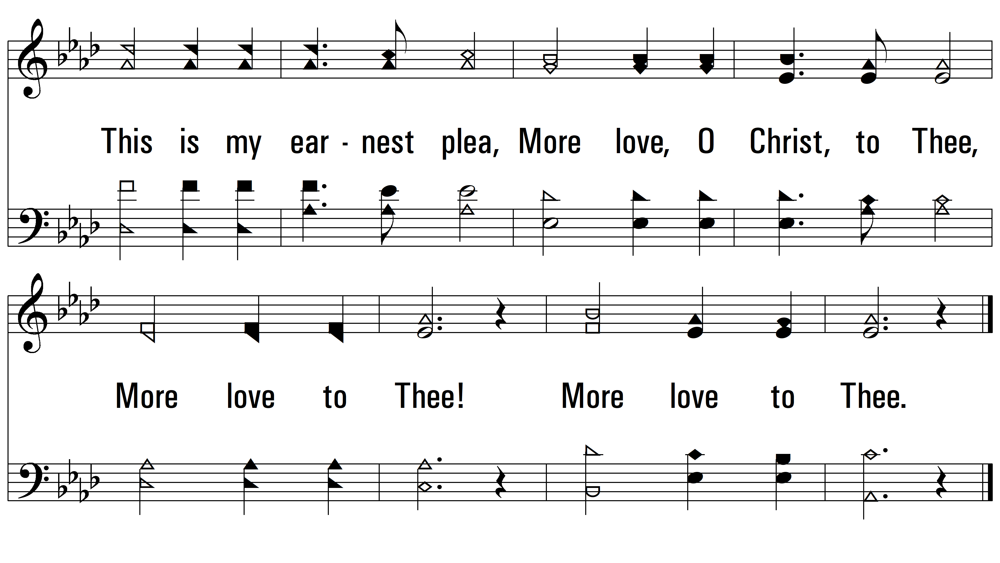 This is my ear - nest plea, More love, O Christ, to Thee,
More love to Thee! More love to Thee.